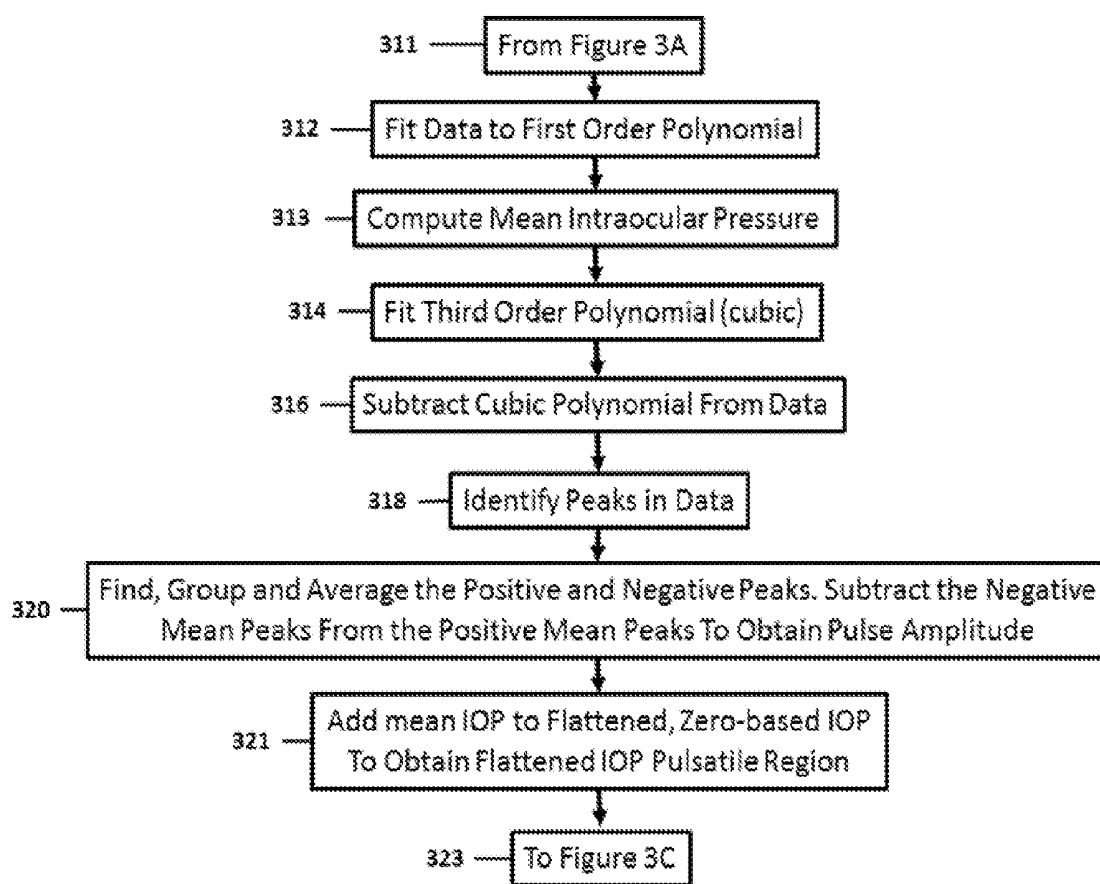 311 From Figure 3A
312 Fit Data to First Order Polynomial
313 Compute Mean Intraocular Pressure
314 Fit Third Order Polynomial (cubic)
316 Subtract Cubic Polynomial From Data
318 Identify Peaks in Data
320 Find, Group and Average the Positive and Negative Peaks. Subtract the Negative
Mean Peaks From the Positive Mean Peaks To Obtain Pulse Amplitude
321 Add mean IOP to Flattened, Zero-based IOP
To Obtain Flattened IOP Pulsatile Region
323 To Figure 3C